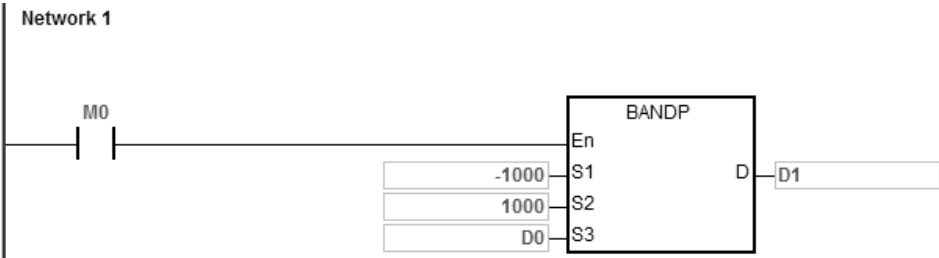 Network 1
M0
BANDP
En
-1000 S1 D D1
1000 S2
D0 S3